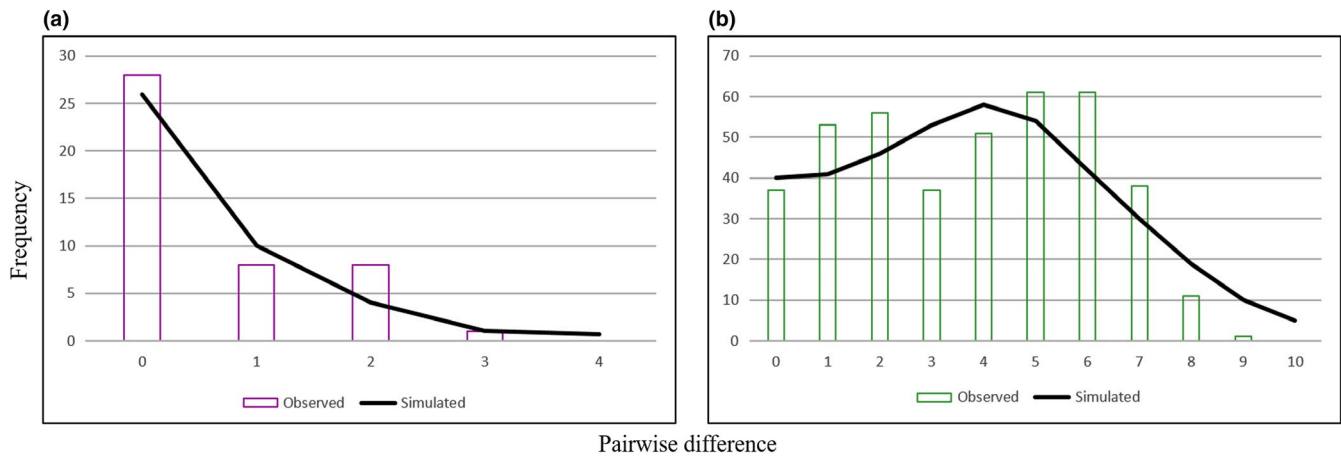 (a)
30
25
20
15
10
5
0
0 1 2 3 4
Observed Simulated
(b)
70
60
50
40
30
20
10
0
0 1 2 3 4 5 6 7 8 9 10
Observed Simulated
Frequency
Pairwise difference